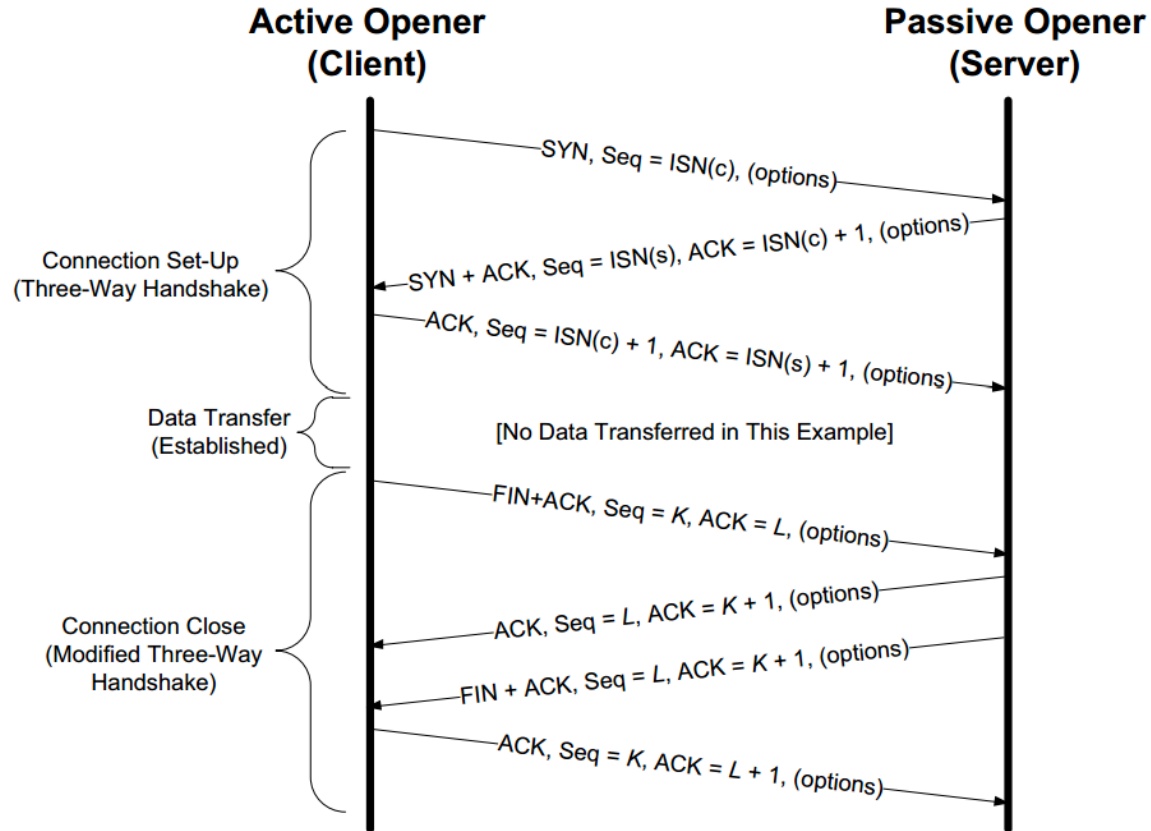 Active Opener
(Client)
Passive Opener
(Server)
SYN, Seq = ISN(c), (options)
SYN + ACK, Seq = ISN(s), ACK = ISN(c) + 1, (options)
Connection Set-Up
(Three-Way Handshake)
ACK, Seq = ISN(c) + 1, ACK = ISN(s) + 1, (options)
Data Transfer
(Established)
[No Data Transferred in This Example]
FIN+ACK, Seq = K, ACK = L, (options)
ACK, Seq = L, ACK = K + 1, (options)
Connection Close
(Modified Three-Way
Handshake)
FIN + ACK, Seq = L, ACK = K + 1, (options)
ACK, Seq = K, ACK = L + 1, (options)